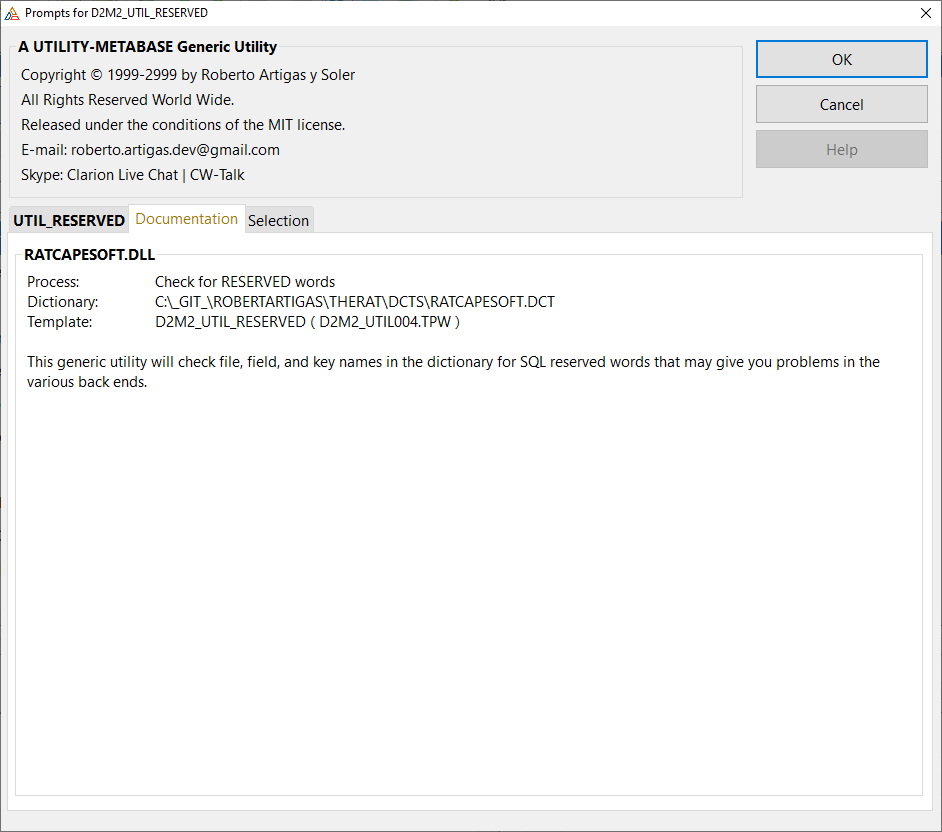 Prompts for D2M2_UTIL_RESERVED
A UTILITY-METABASE Generic Utility
Copyright © 1999-2999 by Roberto Artigas y Soler
All Rights Reserved World Wide.
Released under the conditions of the MIT license.
E-mail: roberto.artigas.dev@gmail.com
Skype: Clarion Live Chat | CW-Talk
OK
Cancel
Help
UTIL_RESERVED Documentation Selection
RATCAPESOFT.DLL
Process: Check for RESERVED words
Dictionary: C:\_GIT_\ROBERTARTIGAS\THERAT\DCTS\RATCAPESOFT.DCT
Template: D2M2_UTIL_RESERVED ( D2M2_UTIL004.TPW )
This generic utility will check file, field, and key names in the dictionary for SQL reserved words that may give you problems in the
various back ends.